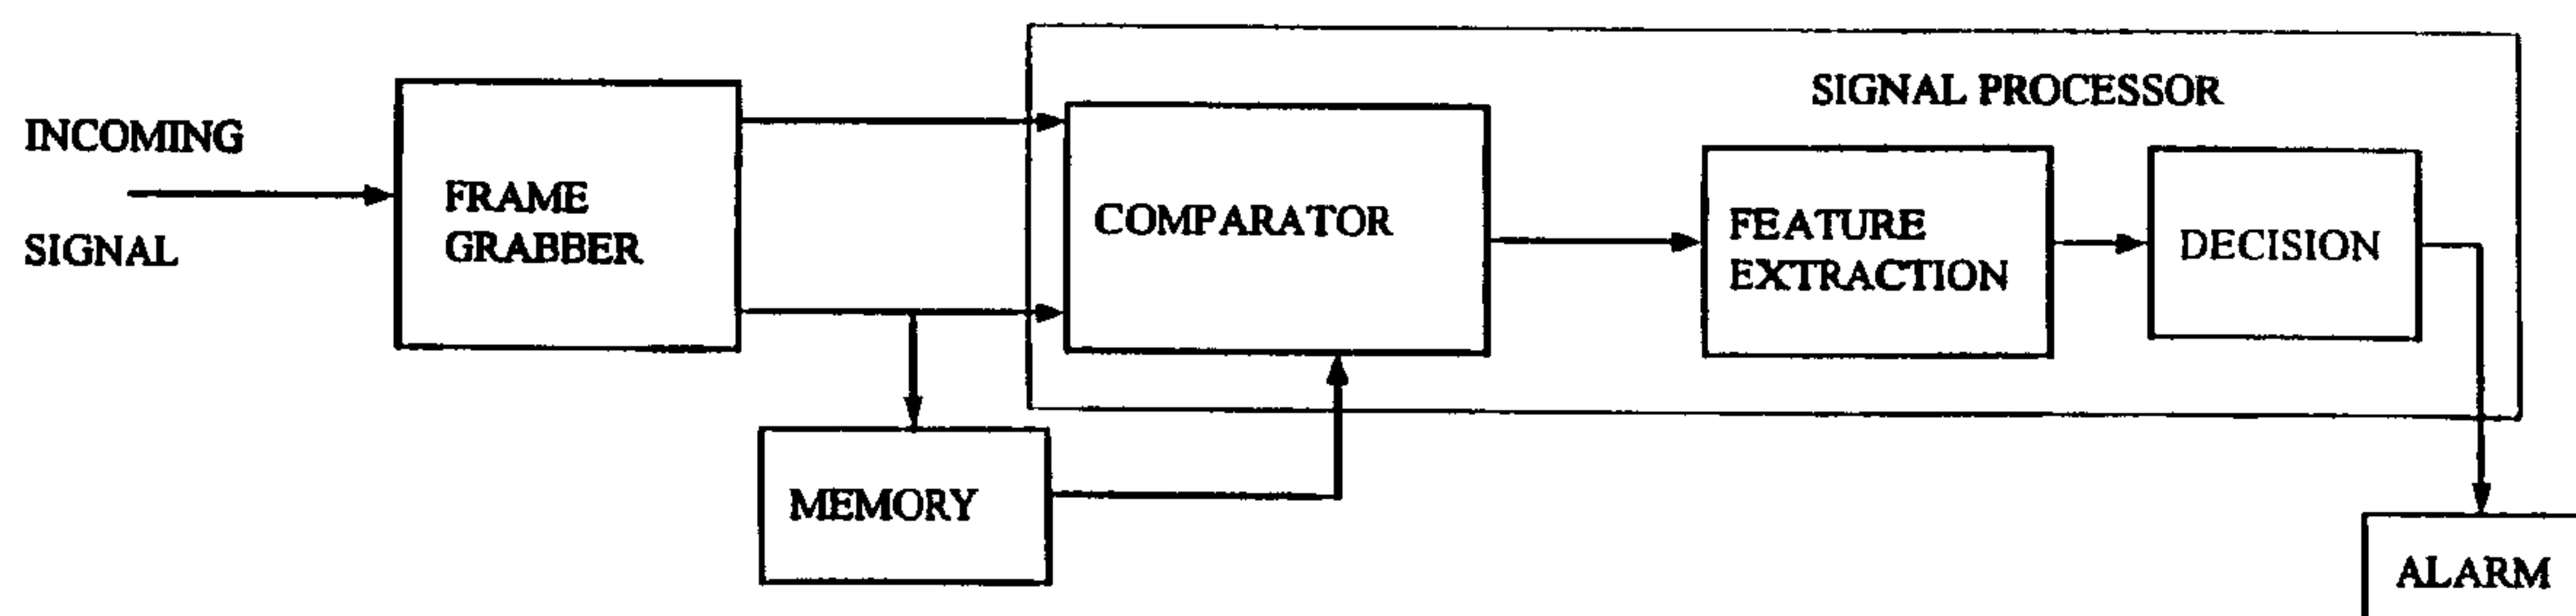 SIGNAL PROCESSOR
INCOMING
SIGNAL
FRAME
GRABBER
COMPARATOR
FEATURE
EXTRACTION
DECISION
MEMORY
ALARM